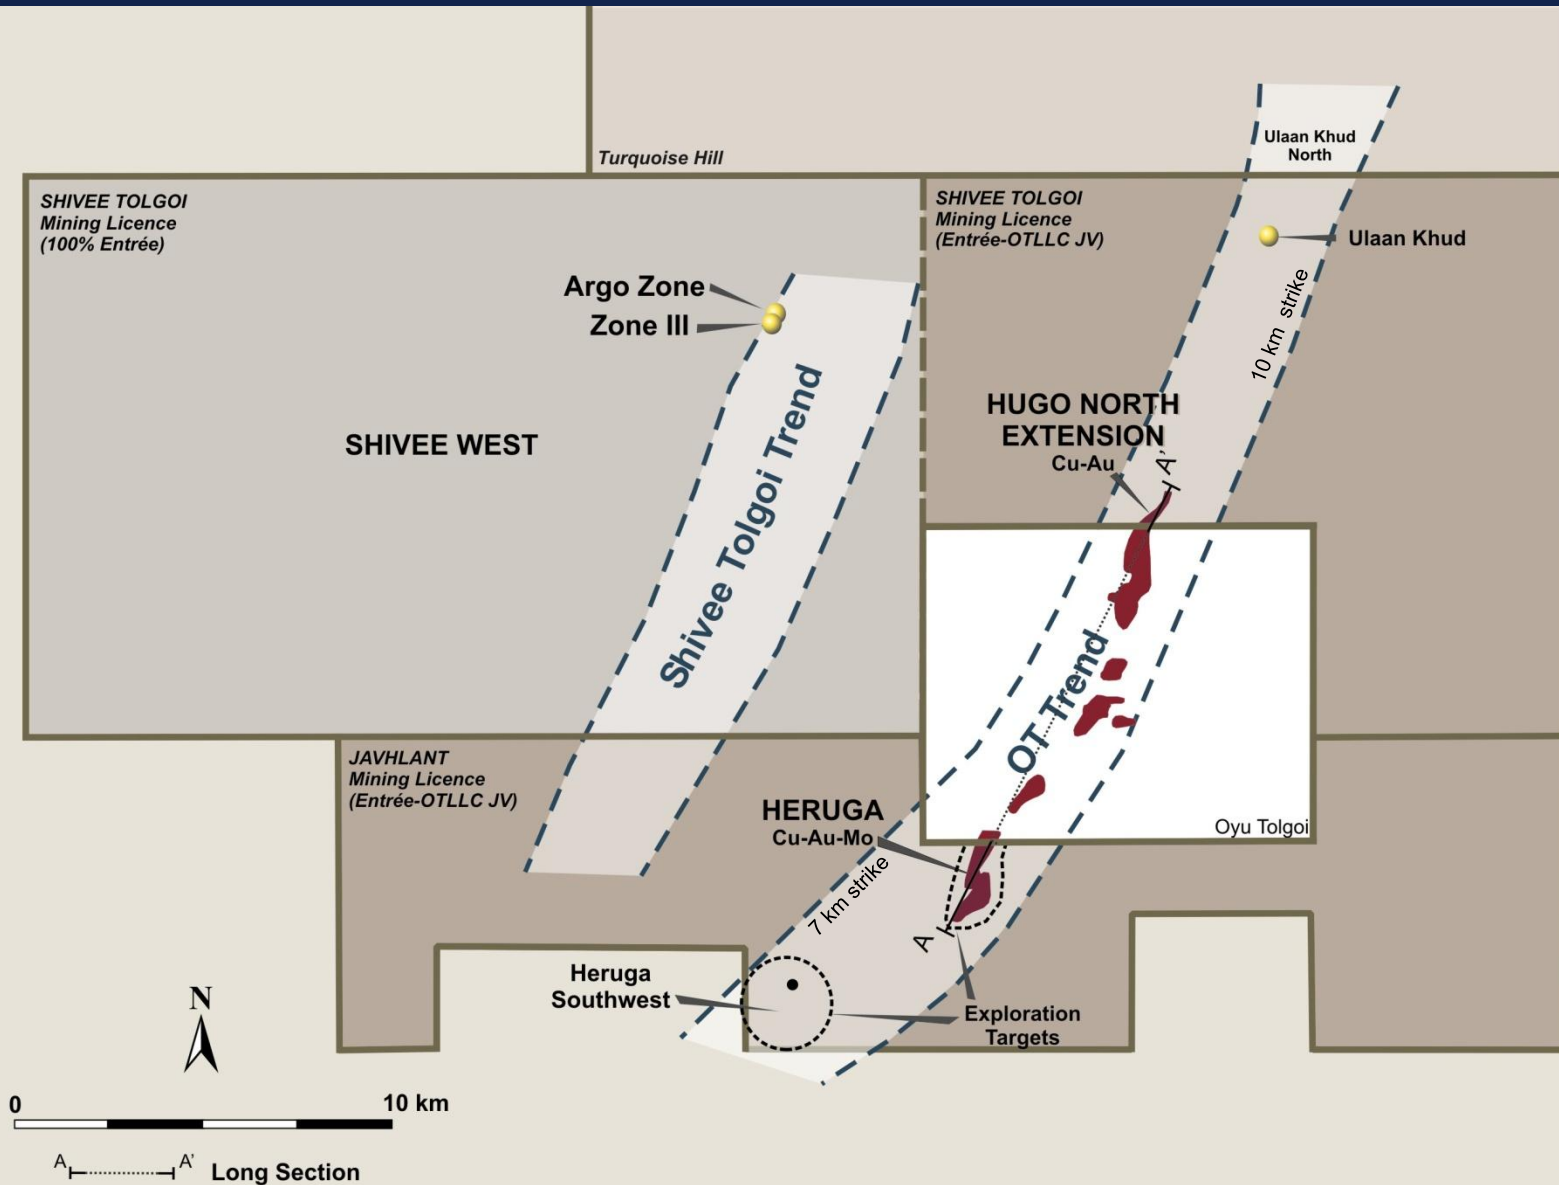 Ulaan Khud
North
Turquoise Hill
SHIVEE TOLGOI
Mining Licence
(100% Entrée)
SHIVEE TOLGOI
Mining Licence
(Entrée-OTLLC JV)
Ulaan Khud
Argo Zone
Zone III
10 km strike
HUGO NORTH
EXTENSION
Cu-Au
A'
SHIVEE WEST
Shivee Tolgoi Trend
OT Trend
JAVHLANT
Mining Licence
(Entrée-OTLLC JV)
HERUGA
Cu-Au-Mo
Oyu Tolgoi
7 km strike
A
Heruga
Southwest
Exploration
Targets
N
0 10 km
A A' Long Section